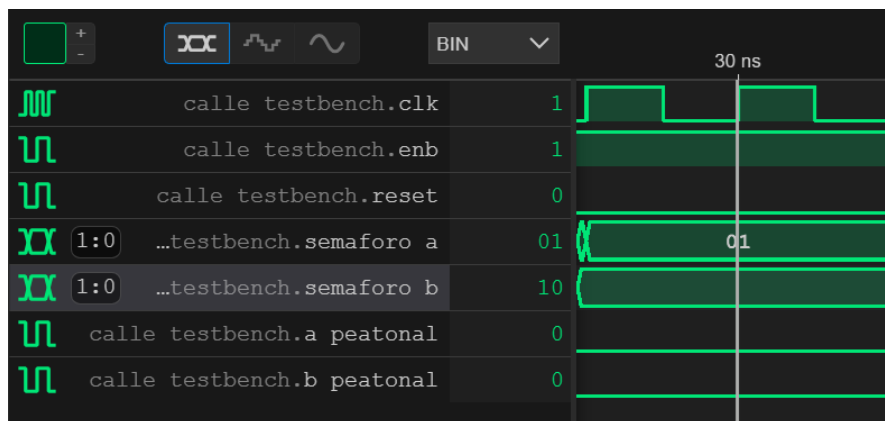 +
-
BIN
30 ns
calle testbench.clk 1
calle testbench.enb 1
calle testbench.reset 0
1:0 …testbench.semaforo a 01 01
1:0 …testbench.semaforo b 10
calle testbench.a peatonal 0
calle testbench.b peatonal 0